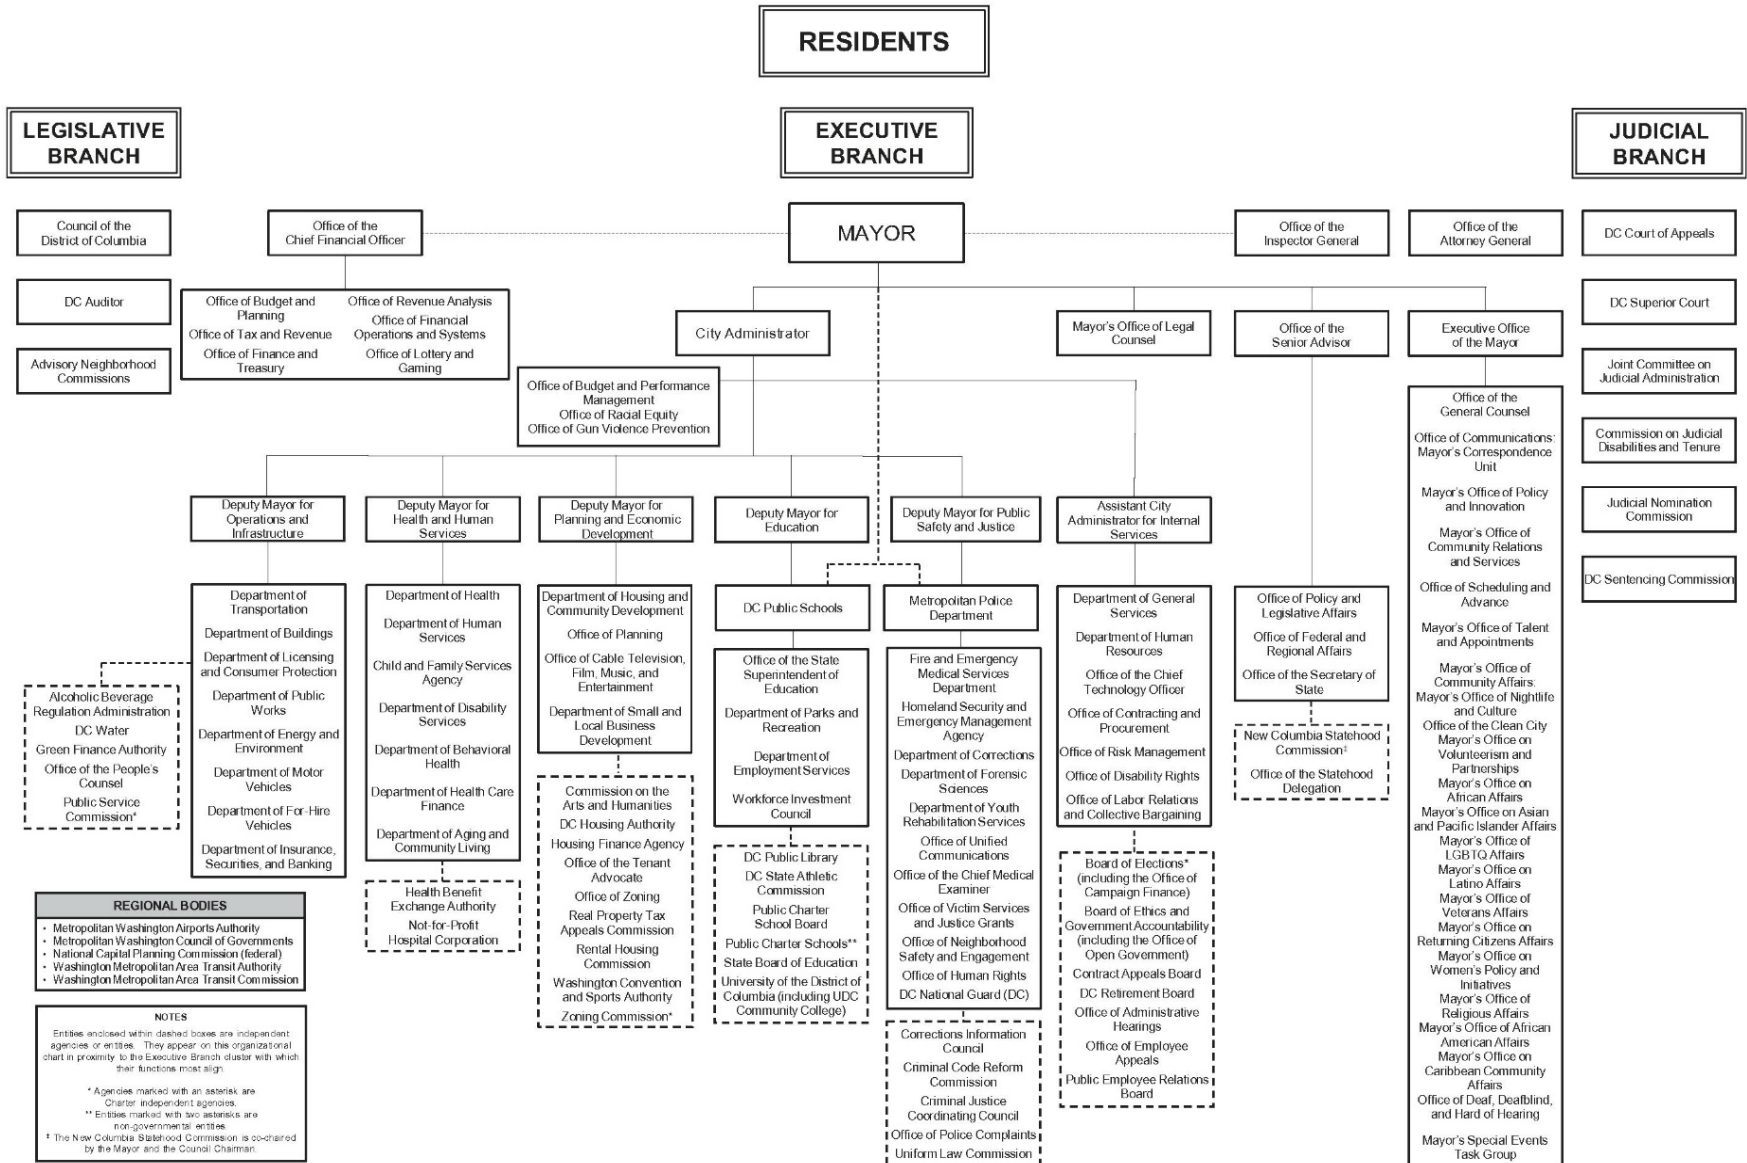 RESIDENTS
LEGISLATIVE
BRANCH
EXECUTIVE
BRANCH
JUDICIAL
BRANCH
Council of the
District of Columbia
DC Auditor
Advisory Neighborhood
Commissions
Office of the
Chief Financial Officer
Office of Budget and
Planning
Office of Tax and Revenue
Office of Finance and
Treasury
Office of Revenue Analysis
Office of Financial
Operations and Systems
Office of Lottery and
Gaming
MAYOR
Office of the
Inspector General
Office of the
Attorney General
City Administrator
Mayor's Office of Legal
Counsel
Office of the
Senior Advisor
Executive Office
of the Mayor
Office of Budget and Performance
Management
Office of Racial Equity
Office of Gun Violence Prevention
Deputy Mayor for
Operations and
Infrastructure
Department of
Transportation
Department of Buildings
Department of Licensing
and Consumer Protection
Department of Public
Works
Department of Energy and
Environment
Department of Motor
Vehicles
Department of For-Hire
Vehicles
Department of Insurance,
Securities, and Banking
Alcoholic Beverage
Regulation Administration
DC Water
Green Finance Authority
Office of the People's
Counsel
Public Service
Commission*
Deputy Mayor for
Health and Human
Services
Department of Health
Department of Human
Services
Child and Family Services
Agency
Department of Disability
Services
Department of Behavioral
Health
Department of Health Care
Finance
Department of Aging and
Community Living
Health Benefit
Exchange Authority
Not-for-Profit
Hospital Corporation
Deputy Mayor for
Planning and Economic
Development
Department of Housing and
Community Development
Office of Planning
Office of Cable Television,
Film, Music, and
Entertainment
Department of Small and
Local Business
Development
Commission on the
Arts and Humanities
DC Housing Authority
Housing Finance Agency
Office of the Tenant
Advocate
Office of Zoning
Real Property Tax
Appeals Commission
Rental Housing
Commission
Washington Convention
and Sports Authority
Zoning Commission*
Deputy Mayor for
Education
DC Public Schools
Office of the State
Superintendent of
Education
Department of Parks and
Recreation
Department of
Employment Services
Workforce Investment
Council
DC Public Library
DC State Athletic
Commission
Public Charter
School Board
Public Charter Schools**
State Board of Education
University of the District of
Columbia (including UDC
Community College)
Deputy Mayor for Public
Safety and Justice
Metropolitan Police
Department
Fire and Emergency
Medical Services
Department
Homeland Security and
Emergency Management
Agency
Department of Corrections
Department of Forensic
Sciences
Department of Youth
Rehabilitation Services
Office of Unified
Communications
Office of the Chief Medical
Examiner
Office of Victim Services
and Justice Grants
Office of Neighborhood
Safety and Engagement
Office of Human Rights
DC National Guard (DC)
Corrections Information
Council
Criminal Code Reform
Commission
Criminal Justice
Coordinating Council
Office of Police Complaints
Uniform Law Commission
Assistant City
Administrator for Internal
Services
Department of General
Services
Department of Human
Resources
Office of the Chief
Technology Officer
Office of Contracting and
Procurement
Office of Risk Management
Office of Disability Rights
Office of Labor Relations
and Collective Bargaining
Board of Elections*
(including the Office of
Campaign Finance)
Board of Ethics and
Government Accountability
(including the Office of
Open Government)
Contract Appeals Board
DC Retirement Board
Office of Administrative
Hearings
Office of Employee
Appeals
Public Employee Relations
Board
Office of Policy and
Legislative Affairs
Office of Federal and
Regional Affairs
Office of the Secretary of
State
New Columbia Statehood
Commission‡
Office of the Statehood
Delegation
Office of the
General Counsel
Office of Communications:
Mayor's Correspondence
Unit
Mayor's Office of Policy
and Innovation
Mayor's Office of
Community Relations
and Services
Office of Scheduling and
Advance
Mayor's Office of Talent
and Appointments
Mayor's Office of
Community Affairs:
Mayor's Office of Nightlife
and Culture
Office of the Clean City
Mayor's Office on
Volunteerism and
Partnerships
Mayor's Office on
African Affairs
Mayor's Office on Asian
and Pacific Islander Affairs
Mayor's Office of
LGBTQ Affairs
Mayor's Office on
Latino Affairs
Mayor's Office of
Veterans Affairs
Mayor's Office on
Returning Citizens Affairs
Mayor's Office on
Women's Policy and
Initiatives
Mayor's Office of
Religious Affairs
Mayor's Office of African
American Affairs
Mayor's Office on
Caribbean Community
Affairs
Office of Deaf, Deafblind,
and Hard of Hearing
Mayor's Special Events
Task Group
DC Court of Appeals
DC Superior Court
Joint Committee on
Judicial Administration
Commission on Judicial
Disabilities and Tenure
Judicial Nomination
Commission
DC Sentencing Commission
REGIONAL BODIES
• Metropolitan Washington Airports Authority
• Metropolitan Washington Council of Governments
• National Capital Planning Commission (federal)
• Washington Metropolitan Area Transit Authority
• Washington Metropolitan Area Transit Commission
NOTES
Entities enclosed within dashed boxes are independent
agencies or entities. They appear on this organizational
chart in proximity to the Executive Branch cluster with which
their functions most align.
* Agencies marked with an asterisk are
Charter independent agencies.
** Entities marked with two asterisks are
non-governmental entities.
‡ The New Columbia Statehood Commission is co-chaired
by the Mayor and the Council Chairman.